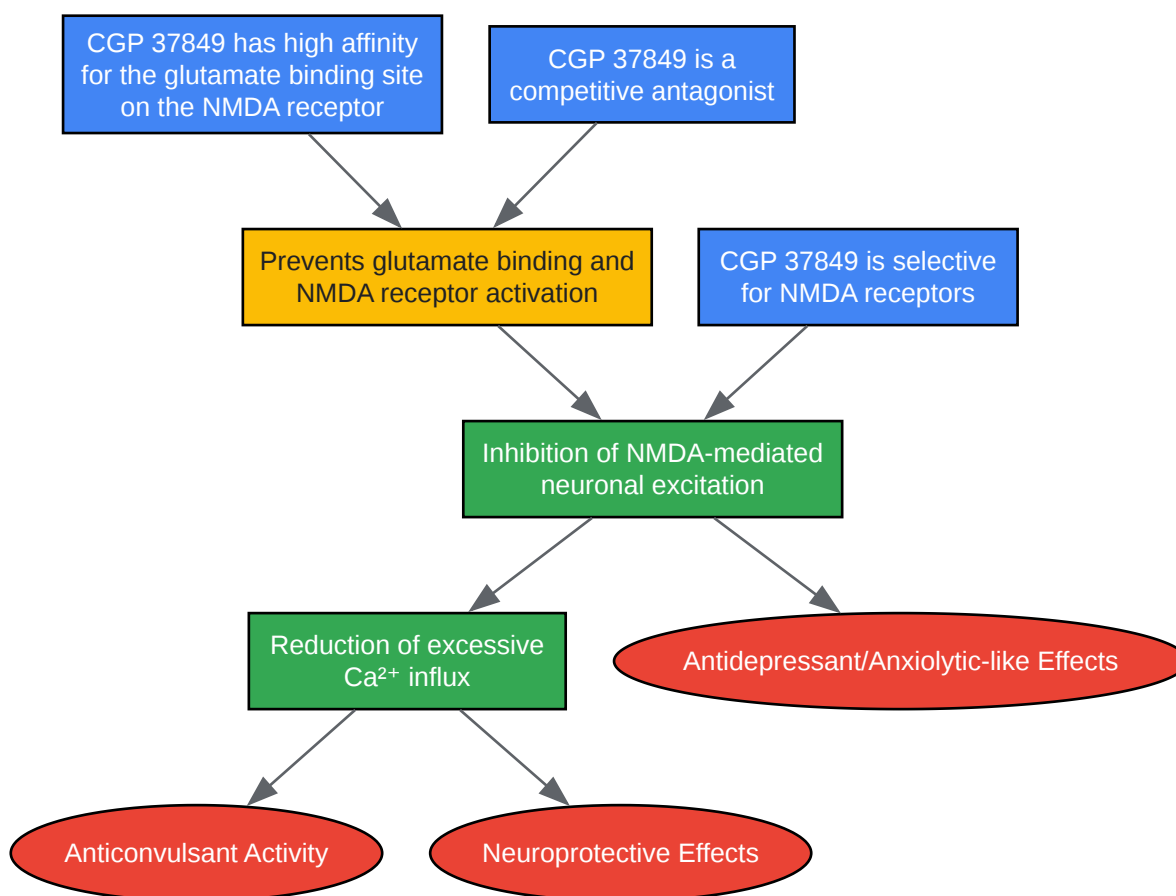 CGP 37849 has high affinity
for the glutamate binding site
on the NMDA receptor
CGP 37849 is a
competitive antagonist
Prevents glutamate binding and
NMDA receptor activation
CGP 37849 is selective
for NMDA receptors
Inhibition of NMDA-mediated
neuronal excitation
Reduction of excessive
Ca²⁺ influx
Antidepressant/Anxiolytic-like Effects
Anticonvulsant Activity
Neuroprotective Effects